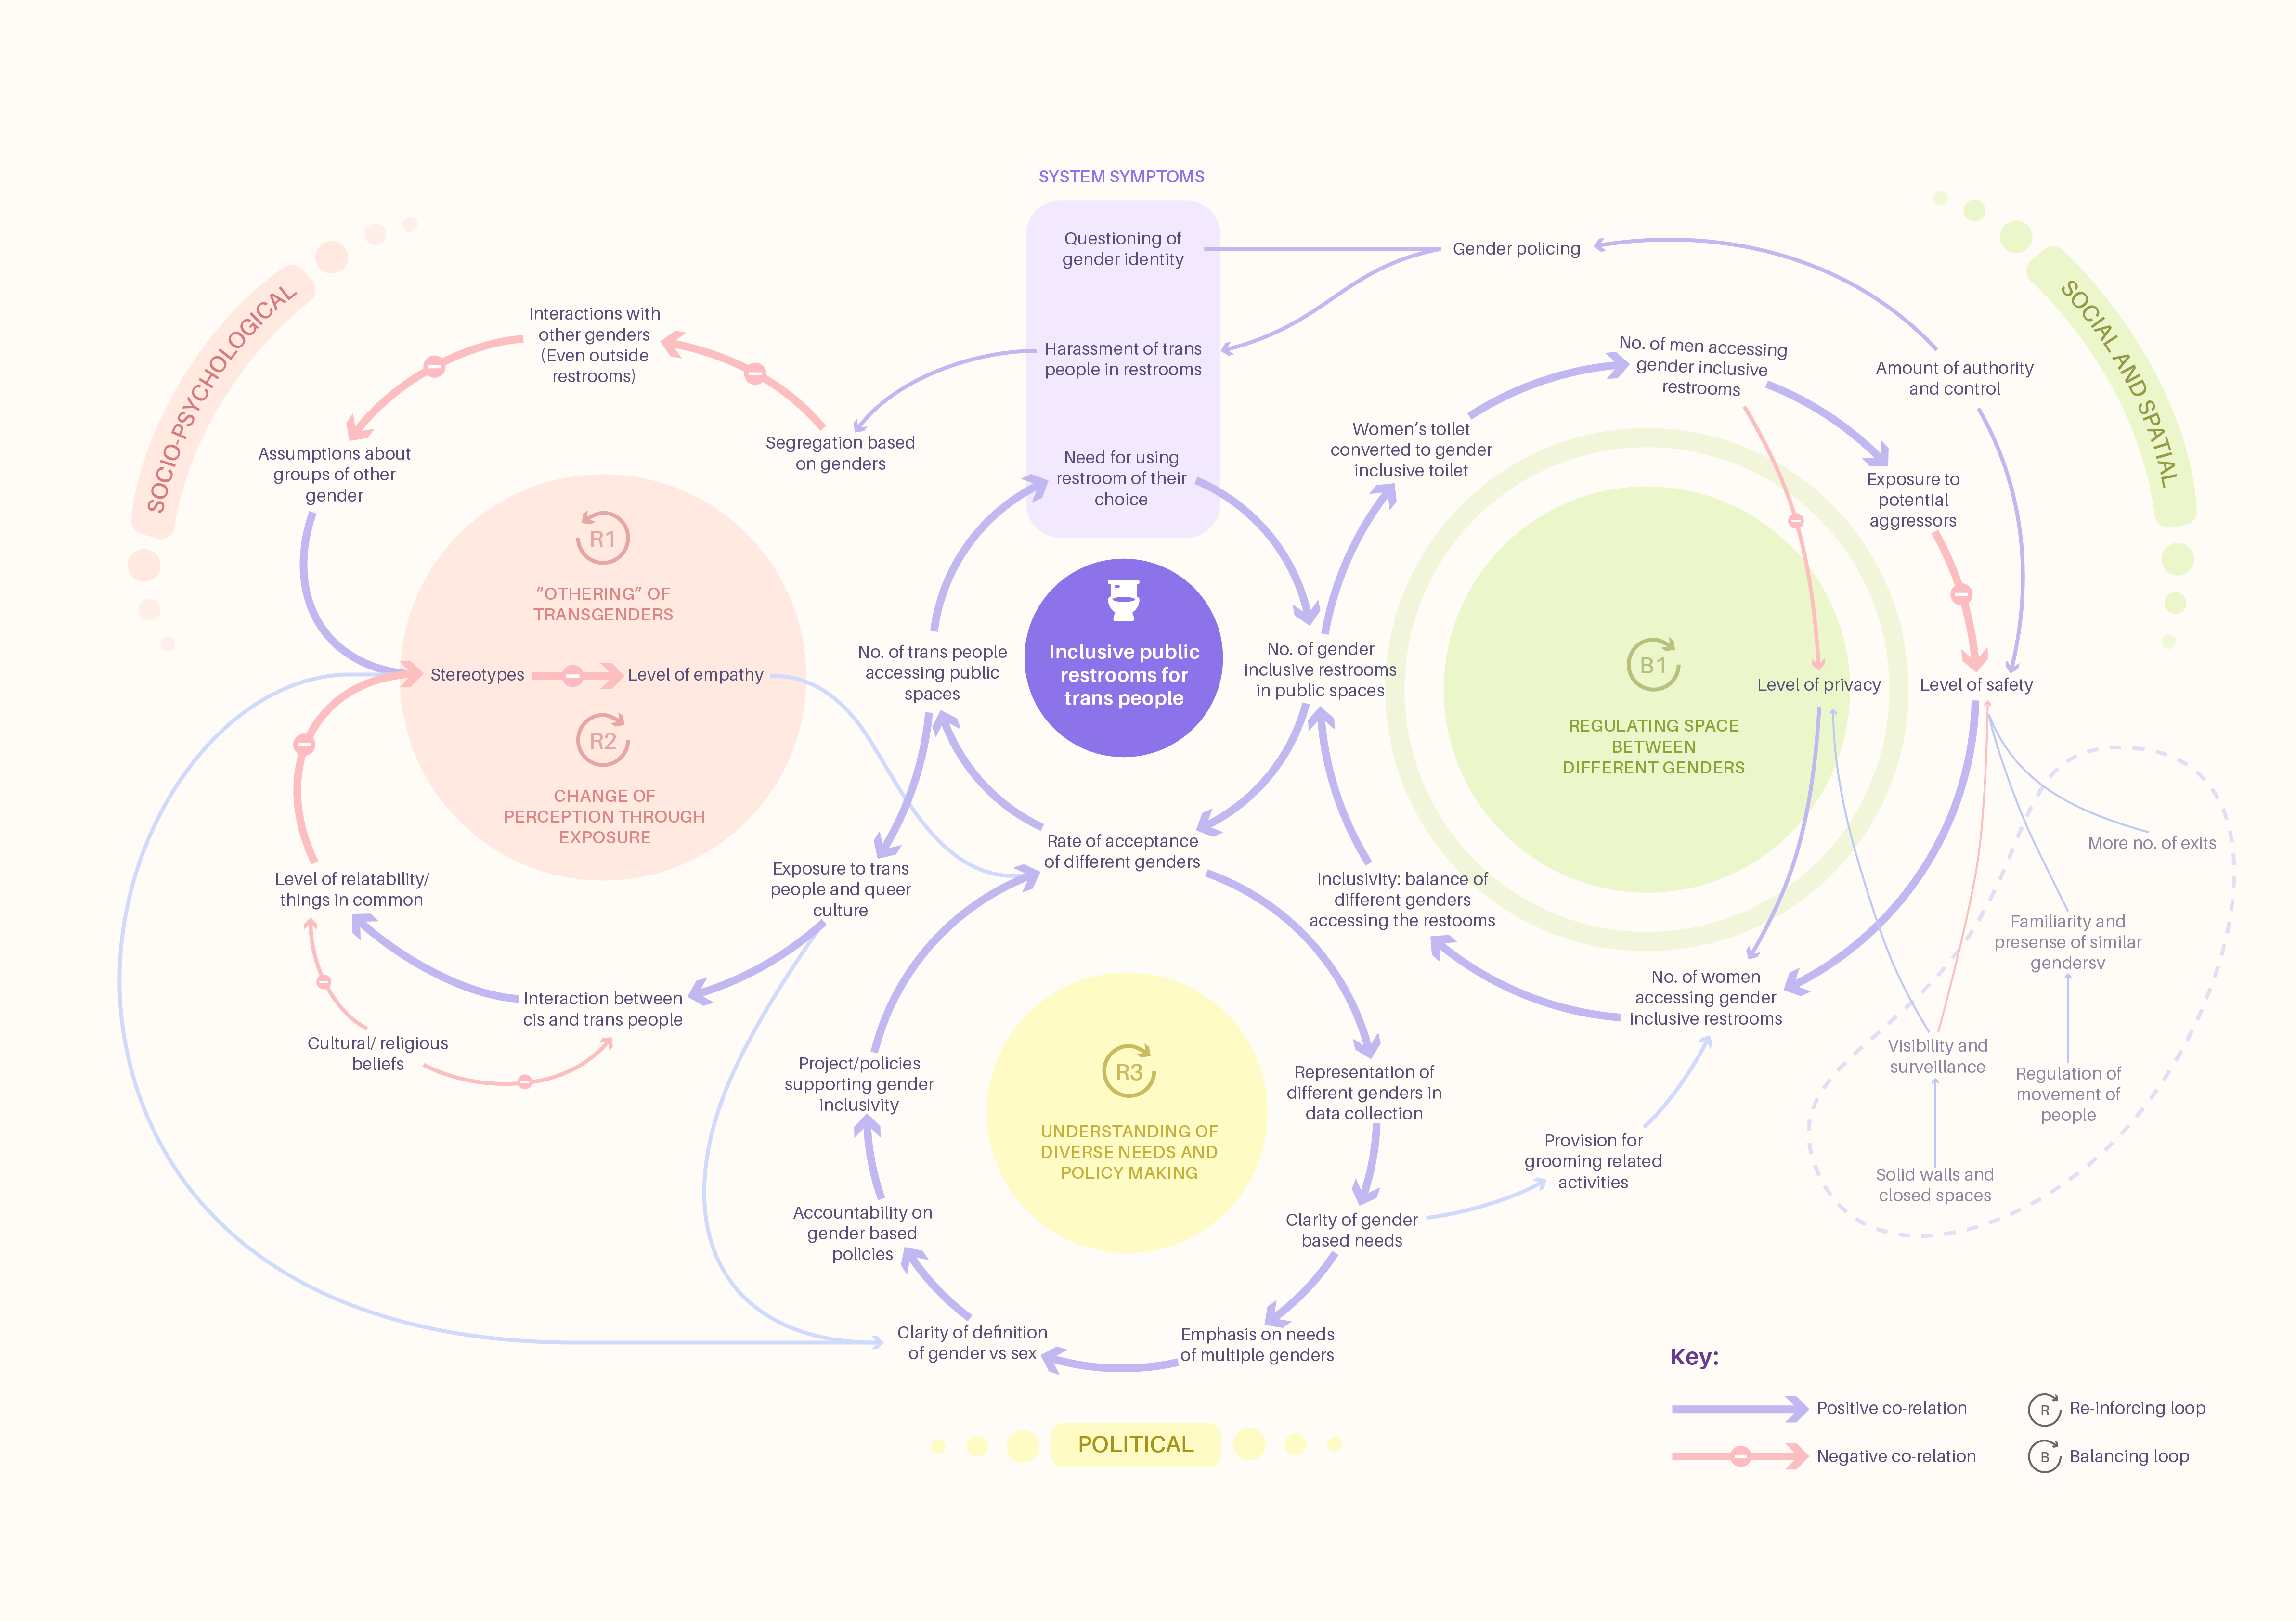 SYSTEM SYMPTOMS
Questioning of
gender identity
Harassment of trans
people in restrooms
Need for using
restroom of their
choice
Gender policing
SOCIO-PSYCHOLOGICAL
SOCIAL AND SPATIAL
Interactions with
other genders
(Even outside
restrooms)
Segregation based
on genders
Assumptions about
groups of other
gender
R1
“OTHERING” OF
TRANSGENDERS
Stereotypes
Level of empathy
R2
CHANGE OF
PERCEPTION THROUGH
EXPOSURE
Level of relatability/
things in common
Cultural/ religious
beliefs
Interaction between
cis and trans people
Exposure to trans
people and queer
culture
No. of trans people
accessing public
spaces
Inclusive public
restrooms for
trans people
No. of gender
inclusive restrooms
in public spaces
Rate of acceptance
of different genders
Women’s toilet
converted to gender
inclusive toilet
No. of men accessing
gender inclusive
restrooms
Amount of authority
and control
Exposure to
potential
aggressors
B1
REGULATING SPACE
BETWEEN
DIFFERENT GENDERS
Level of privacy
Level of safety
Inclusivity: balance of
different genders
accessing the restooms
No. of women
accessing gender
inclusive restrooms
More no. of exits
Familiarity and
presense of similar
gendersv
Visibility and
surveillance
Regulation of
movement of
people
Solid walls and
closed spaces
Provision for
grooming related
activities
Project/policies
supporting gender
inclusivity
R3
UNDERSTANDING OF
DIVERSE NEEDS AND
POLICY MAKING
Representation of
different genders in
data collection
Accountability on
gender based
policies
Clarity of gender
based needs
Clarity of definition
of gender vs sex
Emphasis on needs
of multiple genders
POLITICAL
Key:
Positive co-relation
R
Re-inforcing loop
Negative co-relation
B
Balancing loop